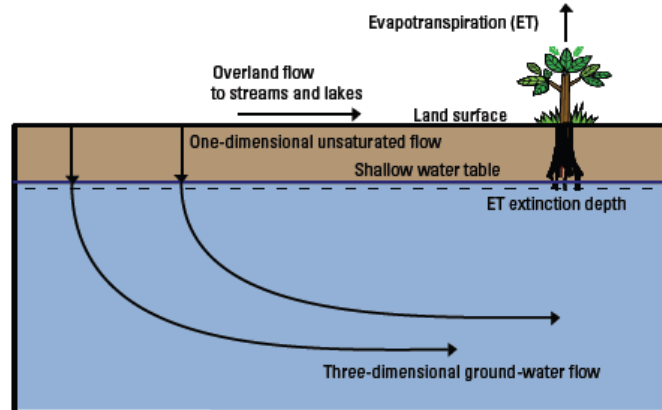 Evapotranspiration (ET)
Overland flow
to streams and lakes
Land surface
One-dimensional unsaturated flow
Shallow water table
ET extinction depth
Three-dimensional ground-water flow